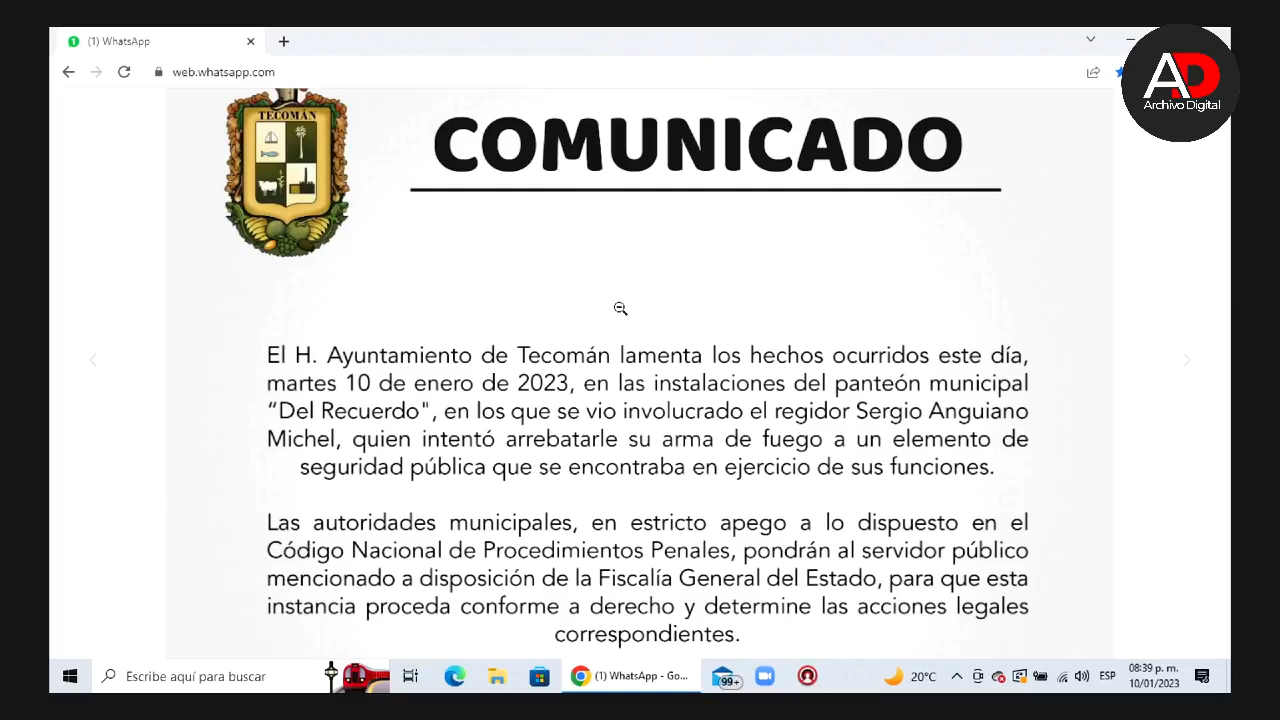 (1) WhatsApp
web.whatsapp.com
AD
Archivo Digital
TECOMÁN
COMUNICADO
El H. Ayuntamiento de Tecomán lamenta los hechos ocurridos este día,
martes 10 de enero de 2023, en las instalaciones del panteón municipal
“Del Recuerdo", en los que se vio involucrado el regidor Sergio Anguiano
Michel, quien intentó arrebatarle su arma de fuego a un elemento de
seguridad pública que se encontraba en ejercicio de sus funciones.
Las autoridades municipales, en estricto apego a lo dispuesto en el
Código Nacional de Procedimientos Penales, pondrán al servidor público
mencionado a disposición de la Fiscalía General del Estado, para que esta
instancia proceda conforme a derecho y determine las acciones legales
correspondientes.
Escribe aquí para buscar
(1) WhatsApp - Go...
99+
20°C
ESP
08:39 p. m.
10/01/2023